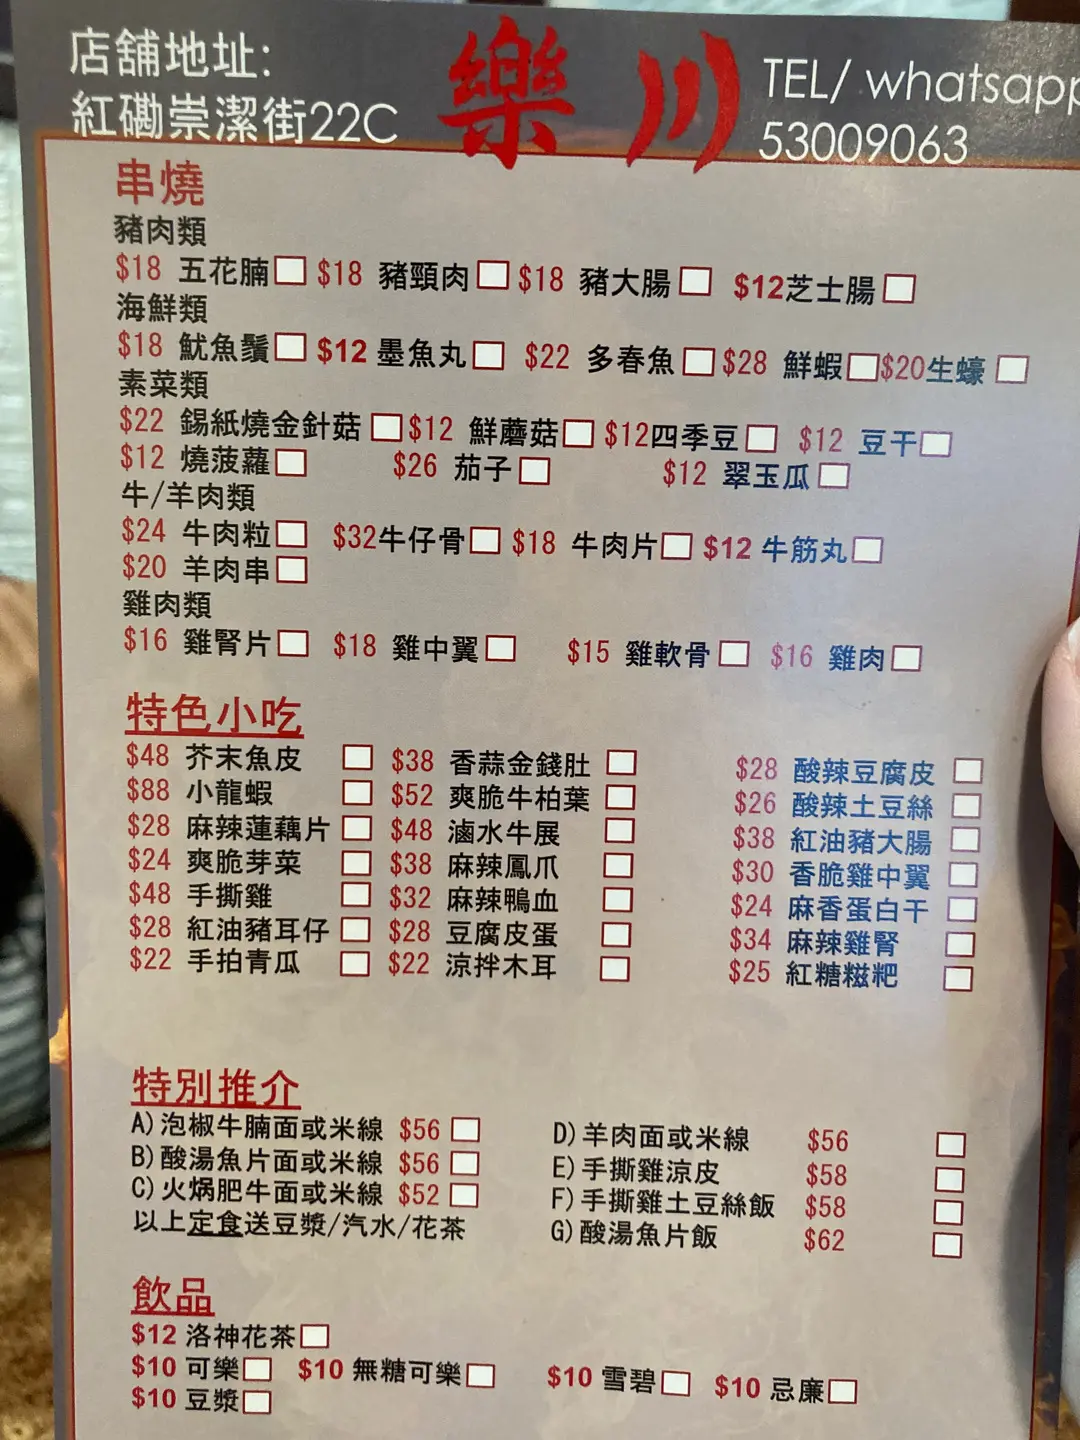 店舖地址:
紅磡崇潔街22C
樂川
TEL/ whatsapp
53009063
串燒
豬肉類
$18 五花腩 $18 豬頸肉 $18 豬大腸 $12芝士腸
海鮮類
$18 魷魚鬚 $12 墨魚丸 $22 多春魚 $28 鮮蝦 $20生蠔
素菜類
$22 錫紙燒金針菇 $12 鮮蘑菇 $12四季豆 $12 豆干
$12 燒菠蘿 $26 茄子 $12 翠玉瓜
牛/羊肉類
$24 牛肉粒 $32牛仔骨 $18 牛肉片 $12 牛筋丸
$20 羊肉串
雞肉類
$16 雞腎片 $18 雞中翼 $15 雞軟骨 $16 雞肉
特色小吃
$48 芥末魚皮 $38 香蒜金錢肚 $28 酸辣豆腐皮
$88 小龍蝦 $52 爽脆牛柏葉 $26 酸辣土豆絲
$28 麻辣蓮藕片 $48 滷水牛展 $38 紅油豬大腸
$24 爽脆芽菜 $38 麻辣鳳爪 $30 香脆雞中翼
$48 手撕雞 $32 麻辣鴨血 $24 麻香蛋白干
$28 紅油豬耳仔 $28 豆腐皮蛋 $34 麻辣雞腎
$22 手拍青瓜 $22 涼拌木耳 $25 紅糖糍粑
特別推介
A)泡椒牛腩面或米線 $56 D)羊肉面或米線 $56
B)酸湯魚片面或米線 $56 E)手撕雞涼皮 $58
C)火焗肥牛面或米線 $52 F)手撕雞土豆絲飯 $58
以上定食送豆漿/汽水/花茶 G)酸湯魚片飯 $62
飲品
$12 洛神花茶
$10 可樂 $10 無糖可樂 $10 雪碧 $10 忌廉
$10 豆漿